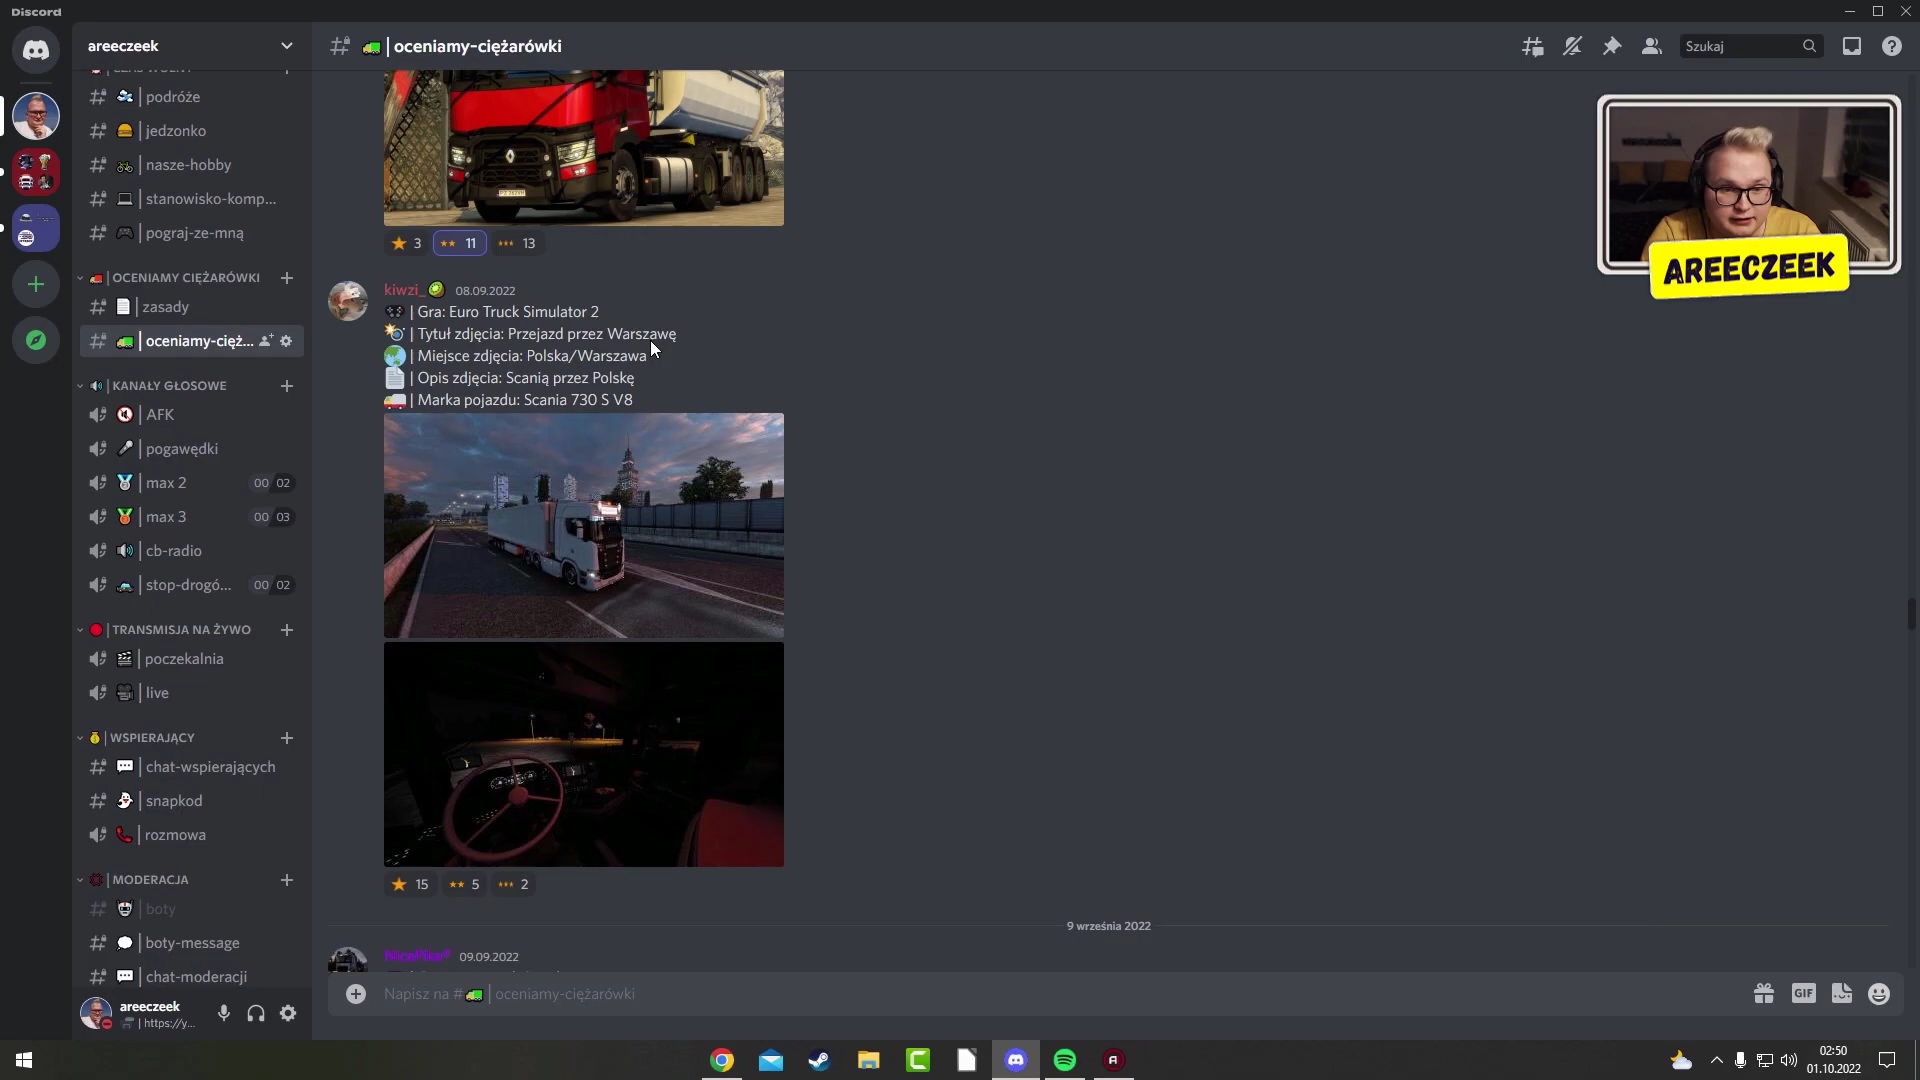 Discord
areeczeek
| oceniamy-ciężarówki
Szukaj
| podróże
| jedzonko
| nasze-hobby
| stanowisko-komp...
| pograj-ze-mną
| OCENIAMY CIĘŻARÓWKI
| zasady
| oceniamy-cięż...
| KANAŁY GŁOSOWE
| AFK
| pogawędki
| max 2 00 02
| max 3 00 03
| cb-radio
| stop-drogó... 00 02
| TRANSMISJA NA ŻYWO
| poczekalnia
| live
| WSPIERAJĄCY
| chat-wspierających
| snapkod
| rozmowa
| MODERACJA
| boty
| boty-message
| chat-moderacji
areeczeek
| https://y...
3 11 13
kiwzi_ 08.09.2022
| Gra: Euro Truck Simulator 2
| Tytuł zdjęcia: Przejazd przez Warszawę
| Miejsce zdjęcia: Polska/Warszawa
| Opis zdjęcia: Scanią przez Polskę
| Marka pojazdu: Scania 730 S V8
15 5 2
9 września 2022
09.09.2022
Napisz na # | oceniamy-ciężarówki
GIF
AREECZEEK
02:50
01.10.2022